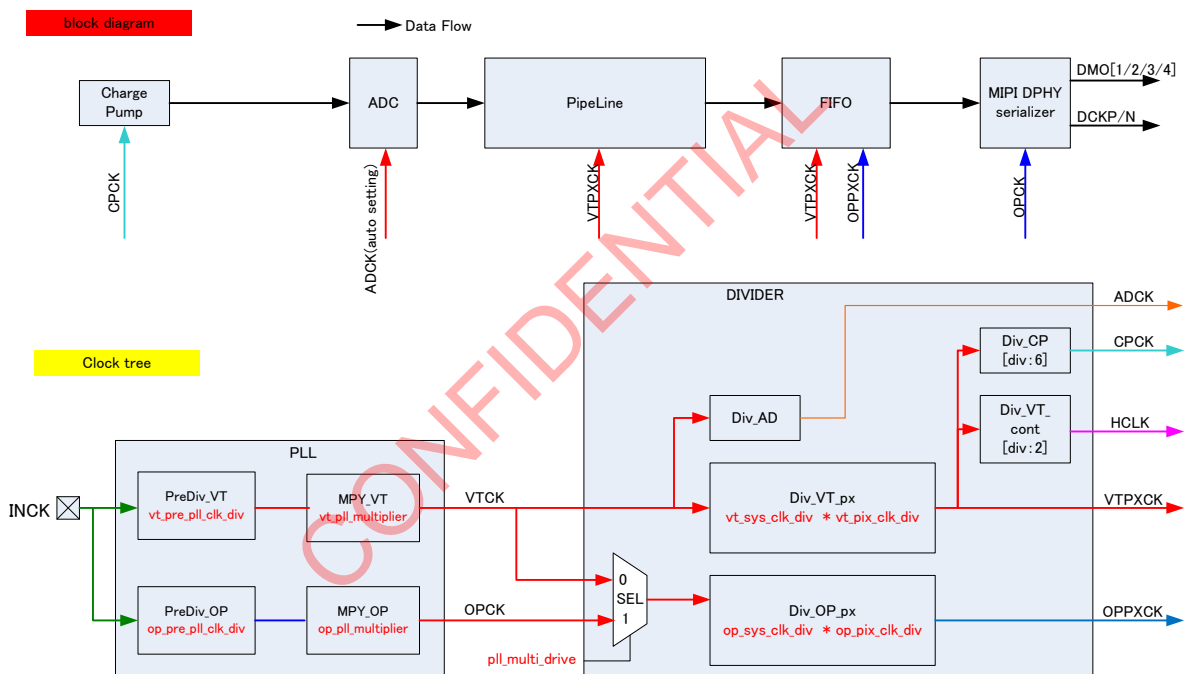 block diagram
Data Flow
Charge
Pump
ADC
PipeLine
FIFO
MIPI DPHY
serializer
DMO[1/2/3/4]
DCKP/N
CPCK
ADCK(auto setting)
VTPXCK
VTPXCK
OPPXCK
OPCK
CONFIDENTIAL
Clock tree
DIVIDER
ADCK
Div_CP
[div:6]
CPCK
Div_AD
Div_VT_
cont
[div:2]
HCLK
PLL
INCK
PreDiv_VT
vt_pre_pll_clk_div
MPY_VT
vt_pll_multiplier
VTCK
Div_VT_px
vt_sys_clk_div * vt_pix_clk_div
VTPXCK
PreDiv_OP
op_pre_pll_clk_div
MPY_OP
op_pll_multiplier
OPCK
0
SEL
1
Div_OP_px
op_sys_clk_div * op_pix_clk_div
OPPXCK
pll_multi_drive